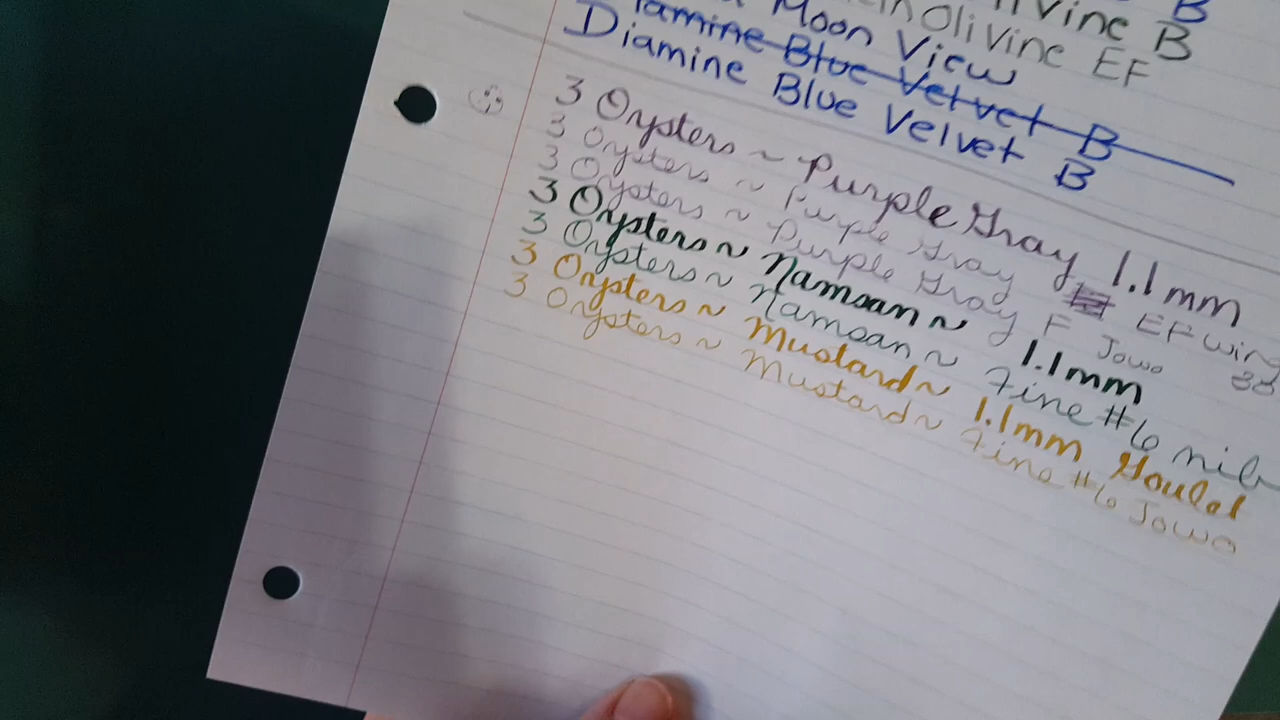 B
Vine B
Olivine EF
Moon View
Diamine Blue Velvet B
Diamine Blue Velvet B
3 Oysters ~ Purple Gray 1.1mm
3 Oysters ~ Purple Gray EF wing
3 Oysters ~ Purple Gray F Jowo
3 Oysters ~ Namsan ~ 1.1mm
3 Oysters ~ Namsan ~ Fine #6 nib
3 Oysters ~ Mustard ~ 1.1mm Goulet
3 Oysters ~ Mustard ~ Fine #6 Jowo